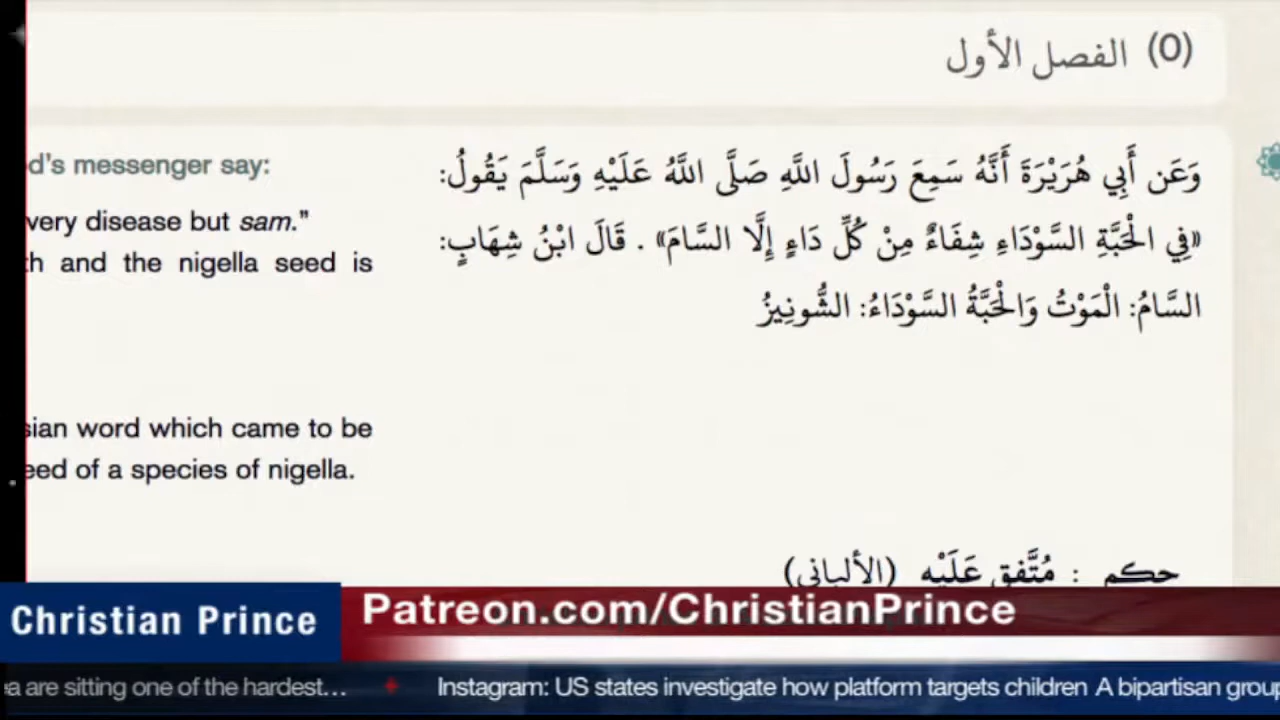 (0) الفصل الأول
وَعَن أَبِي هُرَيْرَةَ أَنَّهُ سَمِعَ رَسُولَ اللَّهِ صَلَّى اللَّهُ عَلَيْهِ وَسَلَّمَ يَقُولُ:
«فِي الْحَبَّةِ السَّوْدَاءِ شِفَاءٌ مِنْ كُلِّ دَاءٍ إِلَّا السَّامَ» . قَالَ ابْنُ شِهَابٍ:
السَّامُ: الْمَوْتُ وَالْحَبَّةُ السَّوْدَاءُ: الشُّونِيزُ
d's messenger say:
very disease but sam."
th and the nigella seed is
sian word which came to be
eed of a species of nigella.
حكم : مُتَّفق عَلَيْهِ (الألباني)
Christian Prince
Patreon.com/ChristianPrince
ea are sitting one of the hardest...
Instagram: US states investigate how platform targets children A bipartisan group